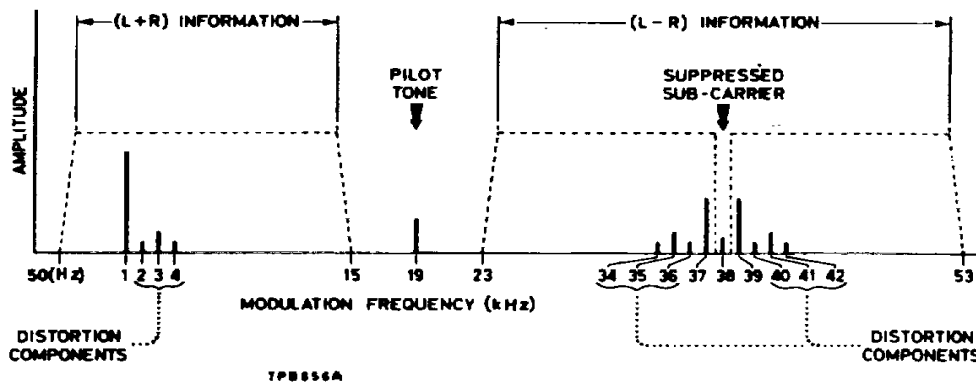 (L+R) INFORMATION
(L-R) INFORMATION
PILOT TONE
SUPPRESSED SUB-CARRIER
AMPLITUDE
50(Hz) 1 2 3 4 15 19 23 34 35 36 37 38 39 40 41 42 53
MODULATION FREQUENCY (kHz)
DISTORTION COMPONENTS
DISTORTION COMPONENTS
TPB856A